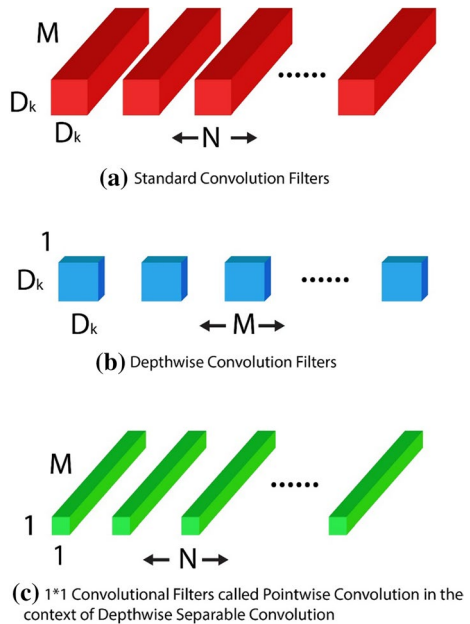 M
Dk
Dk
N
(a) Standard Convolution Filters
1
Dk
Dk
M
(b) Depthwise Convolution Filters
M
1
1
N
(c) 1*1 Convolutional Filters called Pointwise Convolution in the
context of Depthwise Separable Convolution